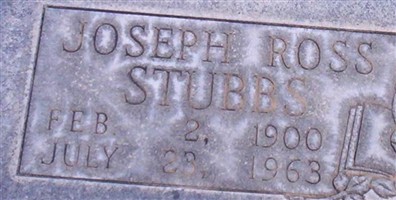 JOSEPH ROSS
STUBBS
FEB. 2, 1900
JULY 23, 1963